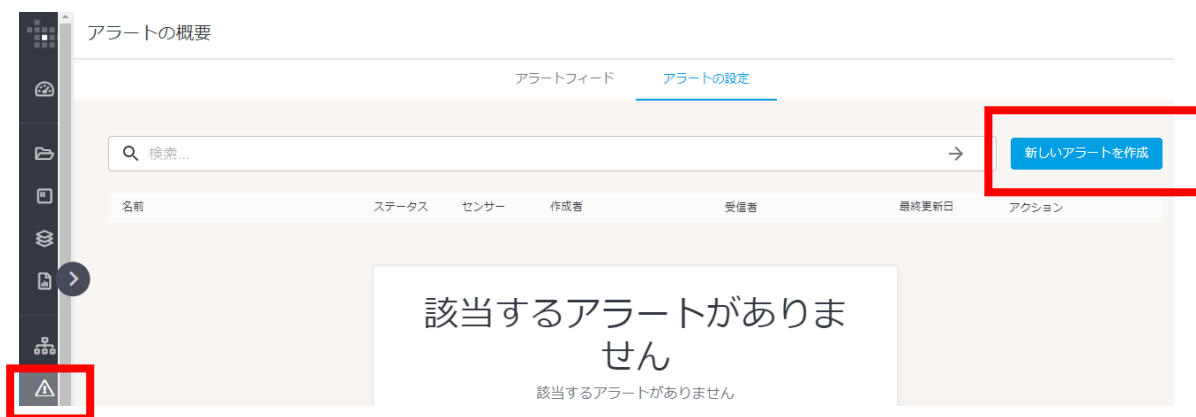 アラートの概要
アラートフィード アラートの設定
検索...
新しいアラートを作成
名前 ステータス センサー 作成者 受信者 最終更新日 アクション
該当するアラートがありま
せん
該当するアラートがありません